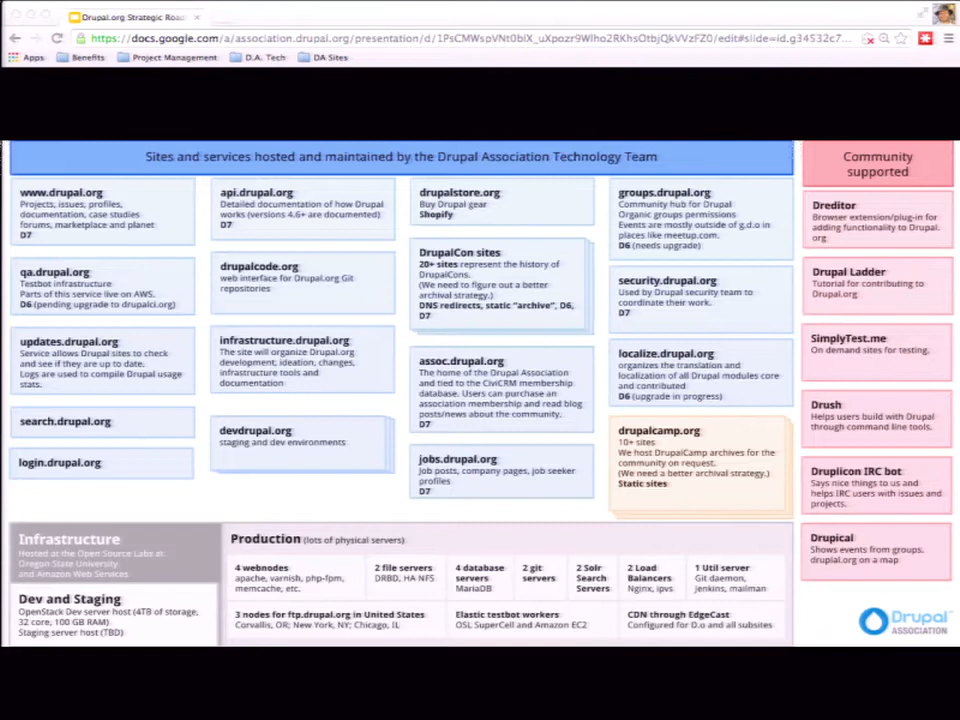 Drupal.org Strategic Road
https://docs.google.com/a/association.drupal.org/presentation/d/
Apps Benefits Project Management D.A. Tech DA Sites
Sites and services hosted and maintained by the Drupal Association Technology Team
www.drupal.org
Projects, issues, profiles,
documentation, case studies
forums, marketplace and planet
D7
qa.drupal.org
Testbot infrastructure
Parts of this service live on AWS.
D6 (pending upgrade to drupalci.org)
updates.drupal.org
Service allows Drupal sites to check
and see if they are up to date.
Logs are used to compile Drupal usage
stats.
search.drupal.org
login.drupal.org
api.drupal.org
Detailed documentation of how Drupal
works (versions 4.6+ are documented)
D7
drupalcode.org
web interface for Drupal.org Git
repositories
infrastructure.drupal.org
The site will organize Drupal.org
development; ideation, changes,
infrastructure tools and
documentation
devdrupal.org
staging and dev environments
drupalstore.org
Buy Drupal gear
Shopify
DrupalCon sites
20+ sites represent the history of
DrupalCons.
(We need to figure out a better
archival strategy.)
DNS redirects, static "archive", D6,
D7
assoc.drupal.org
The home of the Drupal Association
and tied to the CiviCRM membership
database. Users can purchase an
association membership and read blog
posts/news about the community.
D7
jobs.drupal.org
Job posts, company pages, job seeker
profiles
D7
groups.drupal.org
Community hub for Drupal
Organic groups permissions
Events are mostly outside of g.d.o in
places like meetup.com.
D6 (needs upgrade)
security.drupal.org
Used by Drupal security team to
coordinate their work.
D7
localize.drupal.org
organizes the translation and
localization of all Drupal modules core
and contributed
D6 (upgrade in progress)
drupalcamp.org
10+ sites
We host DrupalCamp archives for the
community on request.
(We need a better archival strategy.)
Static sites
Community
supported
Dreditor
Browser extension/plug-in for
adding functionality to Drupal.
org
Drupal Ladder
Tutorial for contributing to
Drupal.org
SimplyTest.me
On demand sites for testing.
Drush
Helps users build with Drupal
through command line tools.
Druplicon IRC bot
Says nice things to us and
helps IRC users with issues and
projects.
Drupical
Shows events from groups.
drupal.org on a map
Infrastructure
Hosted at the Open Source Labs at
Oregon State University
and Amazon Web Services
Dev and Staging
OpenStack Dev server host (4TB of storage,
32 core, 100 GB RAM)
Staging server host (TBD)
Production (lots of physical servers)
4 webnodes
apache, varnish, php-fpm,
memcache, etc.
2 file servers
DRBD, HA NFS
4 database
servers
MariaDB
2 git
servers
2 Solr
Search
Servers
2 Load
Balancers
Nginx, ipvs
1 Util server
Git daemon,
Jenkins, mailman
3 nodes for ftp.drupal.org in United States
Corvallis, OR; New York, NY; Chicago, IL
Elastic testbot workers
OSL SuperCell and Amazon EC2
CDN through EdgeCast
Configured for D.o and all subsites
Drupal
ASSOCIATION